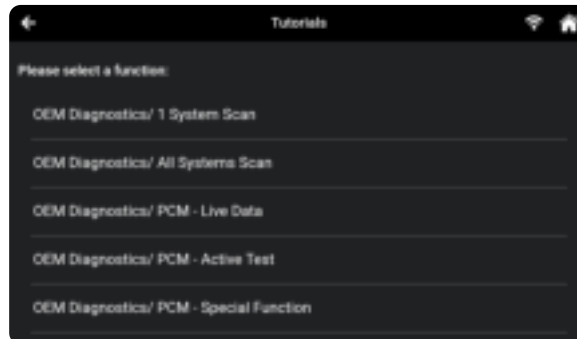 Tutorials
Please select a function:
OEM Diagnostics/ 1 System Scan
OEM Diagnostics/ All Systems Scan
OEM Diagnostics/ PCM - Live Data
OEM Diagnostics/ PCM - Active Test
OEM Diagnostics/ PCM - Special Function